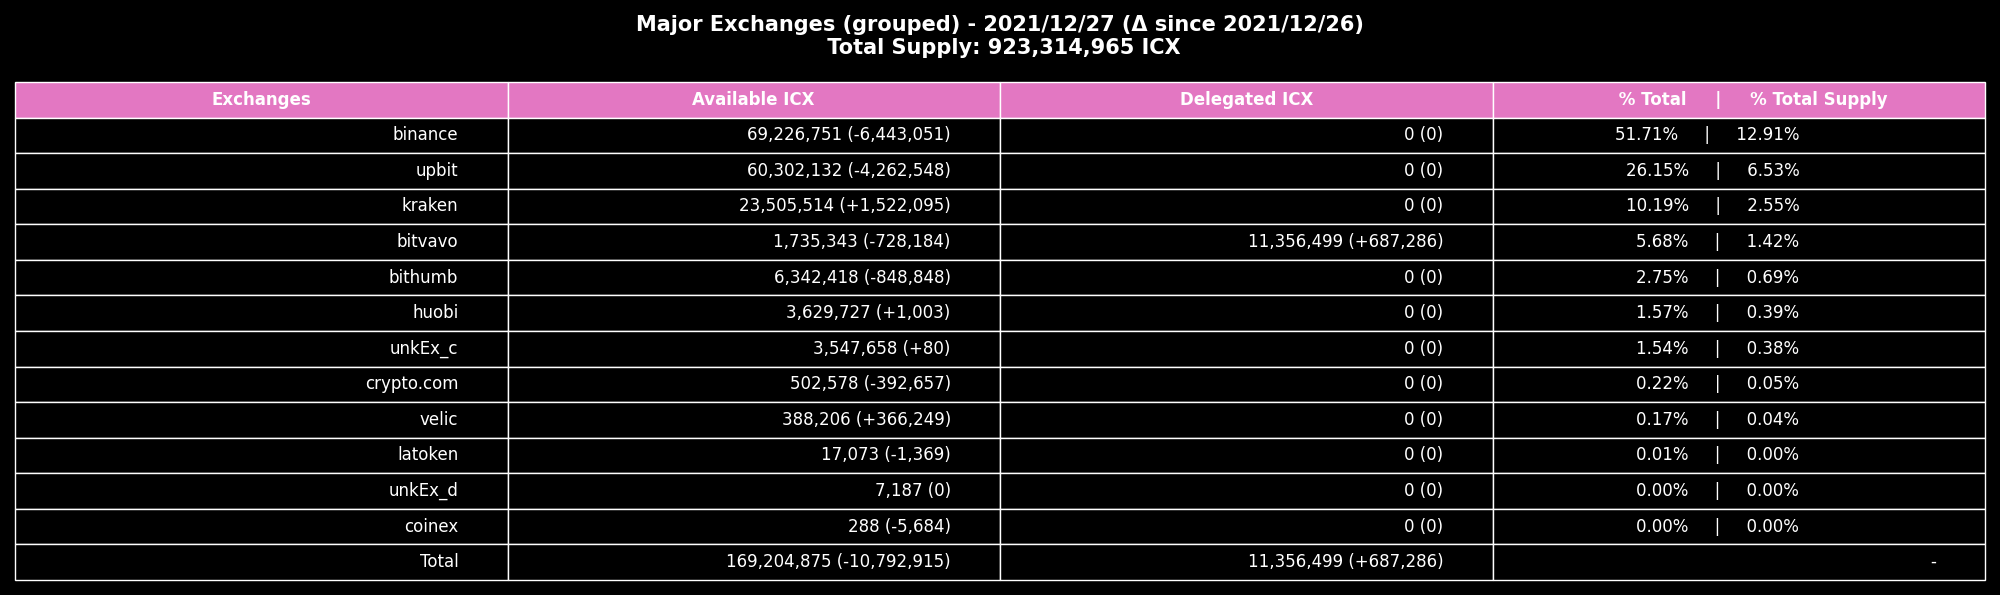 Major Exchanges (grouped) - 2021/12/27 (Δ since 2021/12/26)
Total Supply: 923,314,965 ICX
Exchanges Available ICX Delegated ICX % Total | % Total Supply
binance 69,226,751 (-6,443,051) 0 (0) 51.71% | 12.91%
upbit 60,302,132 (-4,262,548) 0 (0) 26.15% | 6.53%
kraken 23,505,514 (+1,522,095) 0 (0) 10.19% | 2.55%
bitvavo 1,735,343 (-728,184) 11,356,499 (+687,286) 5.68% | 1.42%
bithumb 6,342,418 (-848,848) 0 (0) 2.75% | 0.69%
huobi 3,629,727 (+1,003) 0 (0) 1.57% | 0.39%
unkEx_c 3,547,658 (+80) 0 (0) 1.54% | 0.38%
crypto.com 502,578 (-392,657) 0 (0) 0.22% | 0.05%
velic 388,206 (+366,249) 0 (0) 0.17% | 0.04%
latoken 17,073 (-1,369) 0 (0) 0.01% | 0.00%
unkEx_d 7,187 (0) 0 (0) 0.00% | 0.00%
coinex 288 (-5,684) 0 (0) 0.00% | 0.00%
Total 169,204,875 (-10,792,915) 11,356,499 (+687,286) -